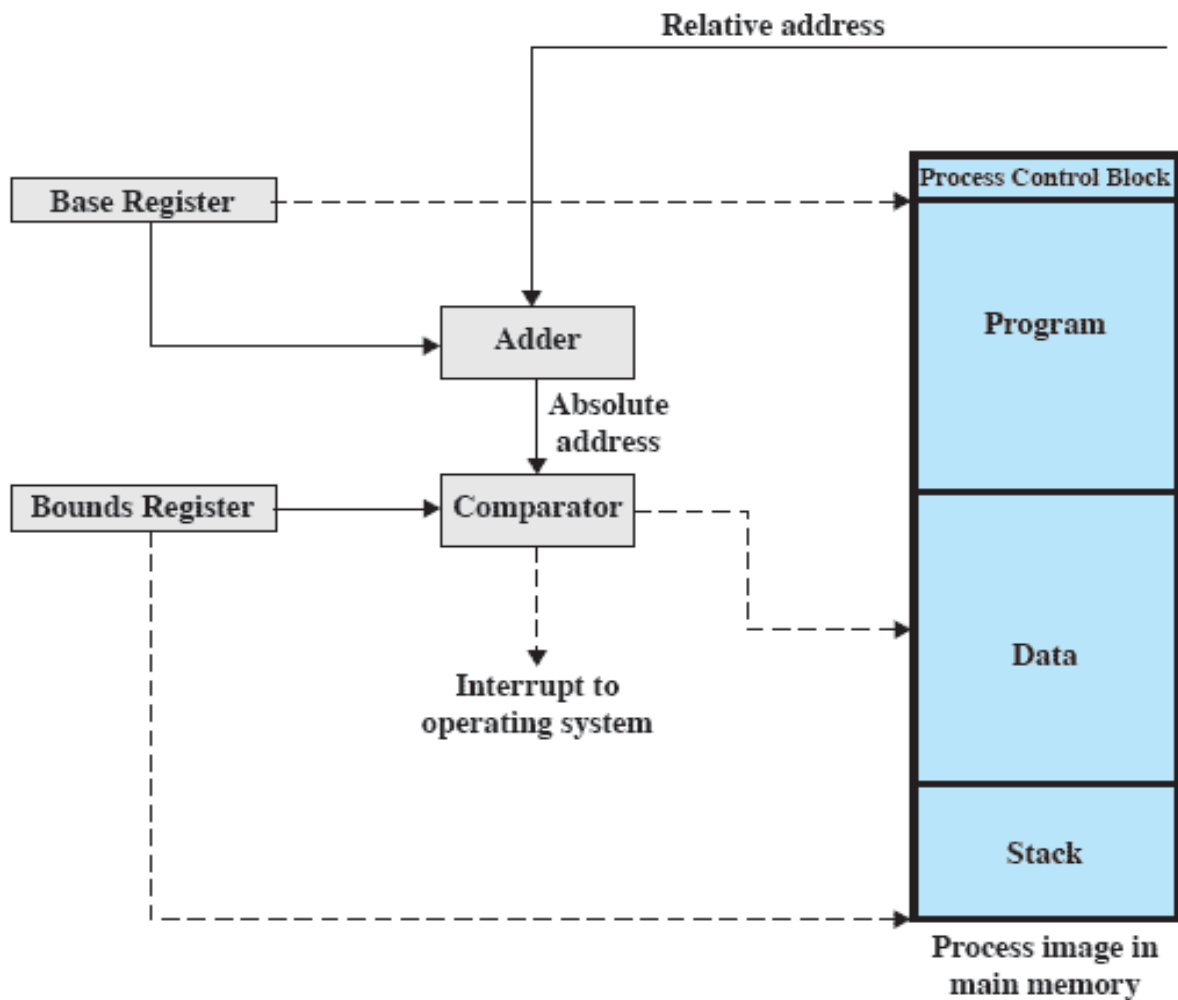 Relative address
Process Control Block
Base Register
Program
Adder
Absolute
address
Bounds Register
Comparator
Data
Interrupt to
operating system
Stack
Process image in
main memory